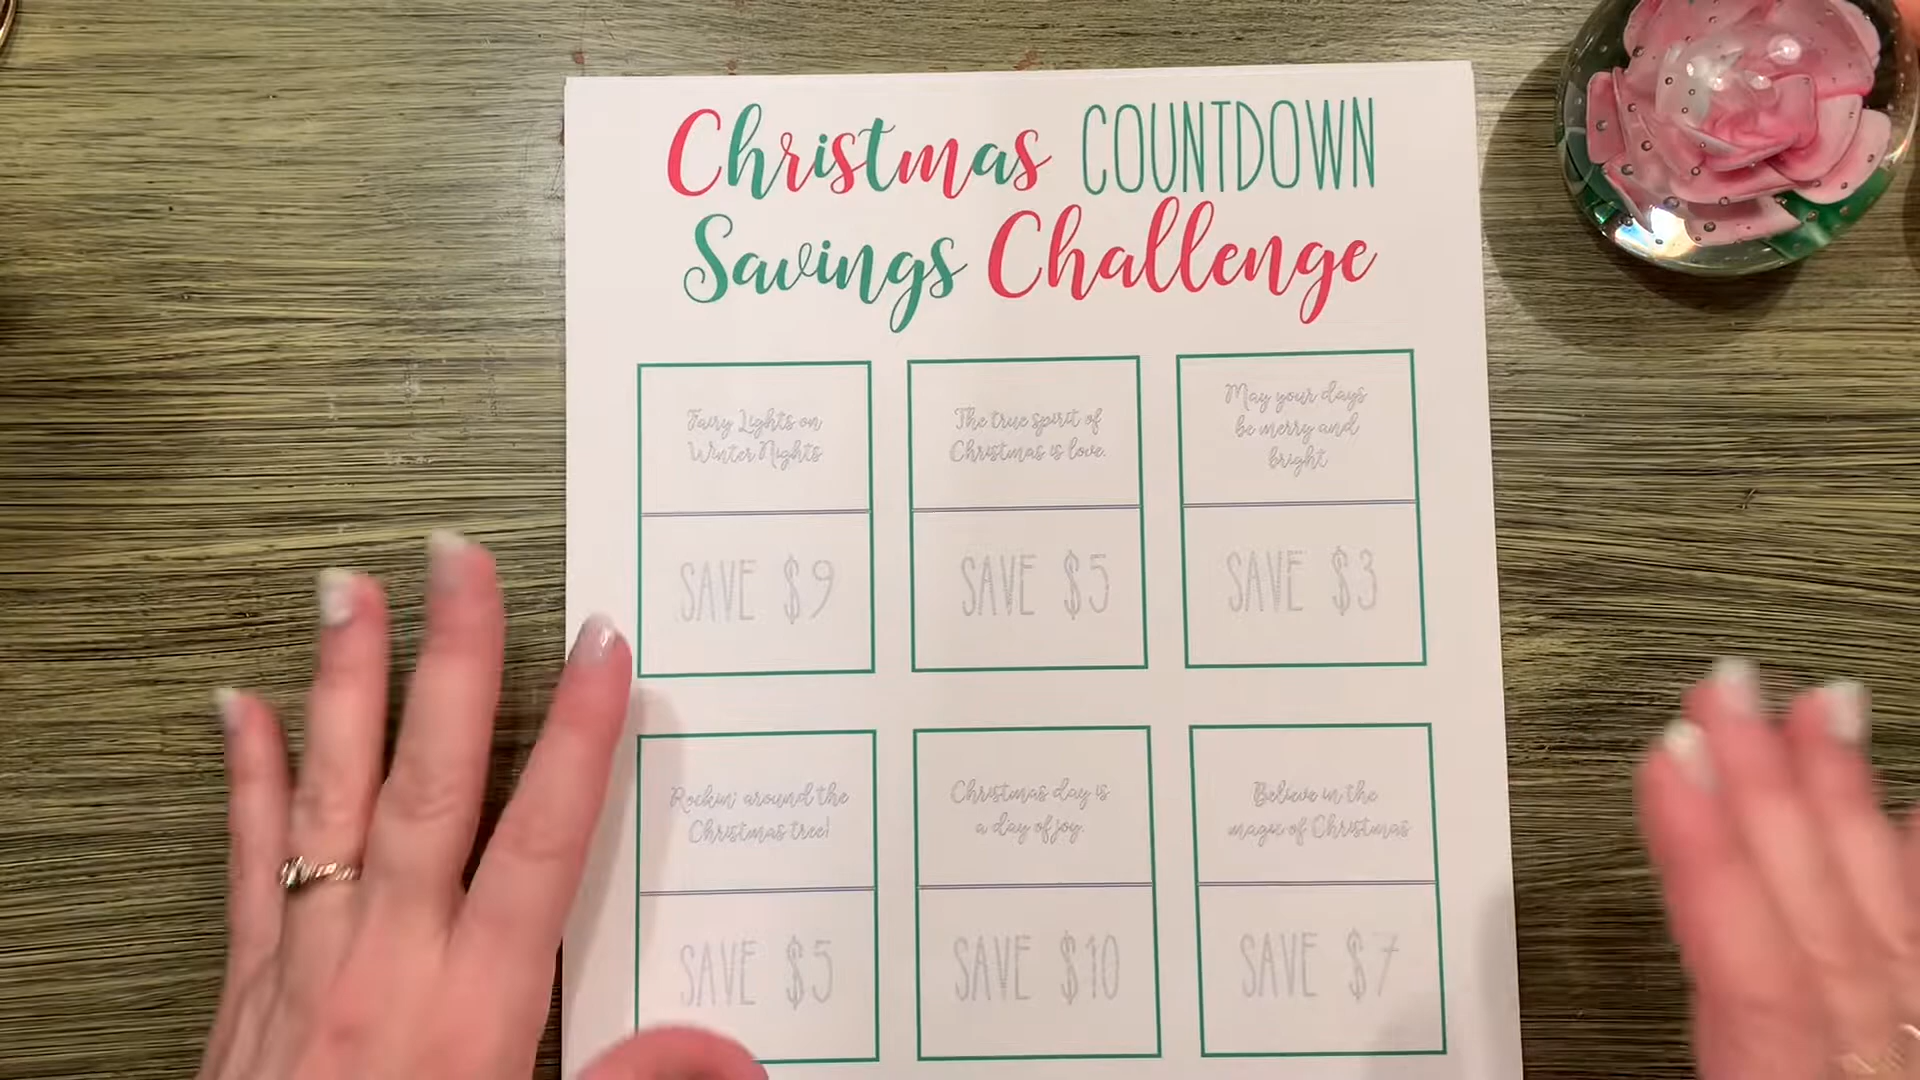 Christmas COUNTDOWN
Savings Challenge
Fairy Lights on
Winter Nights
SAVE $9
The true spirit of
Christmas is love.
SAVE $5
May your days
be merry and
bright
SAVE $3
Rockin' around the
Christmas tree!
SAVE $5
Christmas day is
a day of joy.
SAVE $10
Believe in the
magic of Christmas
SAVE $7